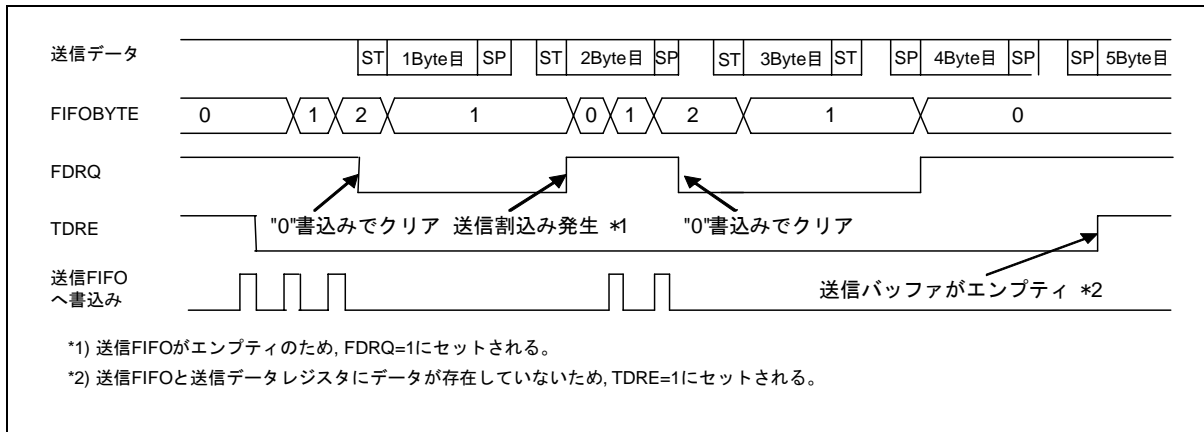 送信データ ST 1Byte目 SP ST 2Byte目 SP ST 3Byte目 ST SP 4Byte目 SP SP 5Byte目
FIFOBYTE 0 1 2 1 0 1 2 1 0
FDRQ
"0"書込みでクリア 送信割込み発生 *1 "0"書込みでクリア
TDRE
送信FIFO
へ書込み
送信バッファがエンプティ *2
*1) 送信FIFOがエンプティのため, FDRQ=1にセットされる。
*2) 送信FIFOと送信データレジスタにデータが存在していないため, TDRE=1にセットされる。